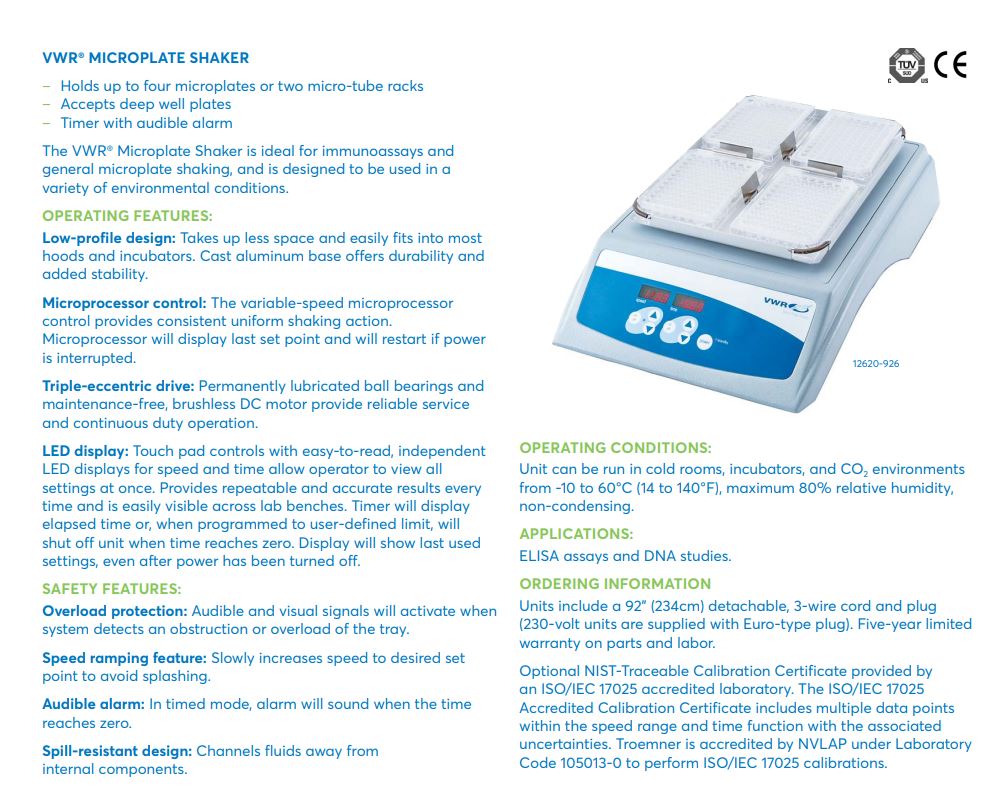 VWR® MICROPLATE SHAKER
– Holds up to four microplates or two micro-tube racks
– Accepts deep well plates
– Timer with audible alarm
The VWR® Microplate Shaker is ideal for immunoassays and
general microplate shaking, and is designed to be used in a
variety of environmental conditions.
OPERATING FEATURES:
Low-profile design: Takes up less space and easily fits into most
hoods and incubators. Cast aluminum base offers durability and
added stability.
Microprocessor control: The variable-speed microprocessor
control provides consistent uniform shaking action.
Microprocessor will display last set point and will restart if power
is interrupted.
Triple-eccentric drive: Permanently lubricated ball bearings and
maintenance-free, brushless DC motor provide reliable service
and continuous duty operation.
LED display: Touch pad controls with easy-to-read, independent
LED displays for speed and time allow operator to view all
settings at once. Provides repeatable and accurate results every
time and is easily visible across lab benches. Timer will display
elapsed time or, when programmed to user-defined limit, will
shut off unit when time reaches zero. Display will show last used
settings, even after power has been turned off.
SAFETY FEATURES:
Overload protection: Audible and visual signals will activate when
system detects an obstruction or overload of the tray.
Speed ramping feature: Slowly increases speed to desired set
point to avoid splashing.
Audible alarm: In timed mode, alarm will sound when the time
reaches zero.
Spill-resistant design: Channels fluids away from
internal components.
C TÜV SÜD US CE
speed time
VWR
12620-926
OPERATING CONDITIONS:
Unit can be run in cold rooms, incubators, and CO₂ environments
from -10 to 60°C (14 to 140°F), maximum 80% relative humidity,
non-condensing.
APPLICATIONS:
ELISA assays and DNA studies.
ORDERING INFORMATION
Units include a 92" (234cm) detachable, 3-wire cord and plug
(230-volt units are supplied with Euro-type plug). Five-year limited
warranty on parts and labor.
Optional NIST-Traceable Calibration Certificate provided by
an ISO/IEC 17025 accredited laboratory. The ISO/IEC 17025
Accredited Calibration Certificate includes multiple data points
within the speed range and time function with the associated
uncertainties. Troemner is accredited by NVLAP under Laboratory
Code 105013-0 to perform ISO/IEC 17025 calibrations.